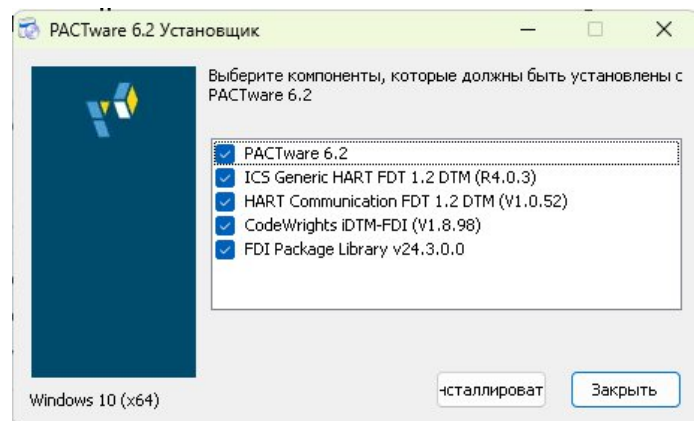 PACTware 6.2 Установщик
Выберите компоненты, которые должны быть установлены с
PACTware 6.2
PACTware 6.2
ICS Generic HART FDT 1.2 DTM (R4.0.3)
HART Communication FDT 1.2 DTM (V1.0.52)
CodeWrights iDTM-FDI (V1.8.98)
FDI Package Library v24.3.0.0
нсталлироват
Закрыть
Windows 10 (x64)